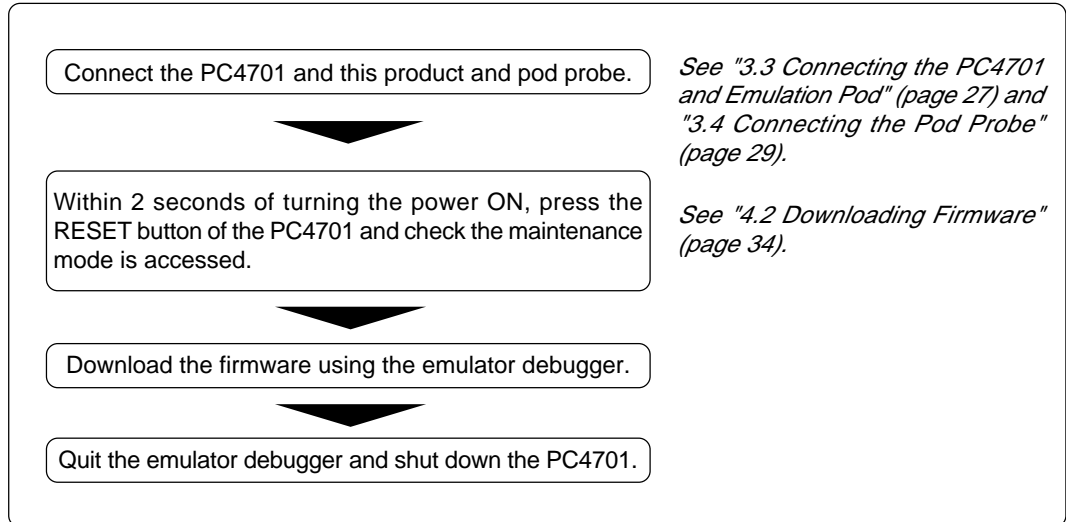 Connect the PC4701 and this product and pod probe.
See "3.3 Connecting the PC4701
and Emulation Pod" (page 27) and
"3.4 Connecting the Pod Probe"
(page 29).
Within 2 seconds of turning the power ON, press the
RESET button of the PC4701 and check the maintenance
mode is accessed.
See "4.2 Downloading Firmware"
(page 34).
Download the firmware using the emulator debugger.
Quit the emulator debugger and shut down the PC4701.